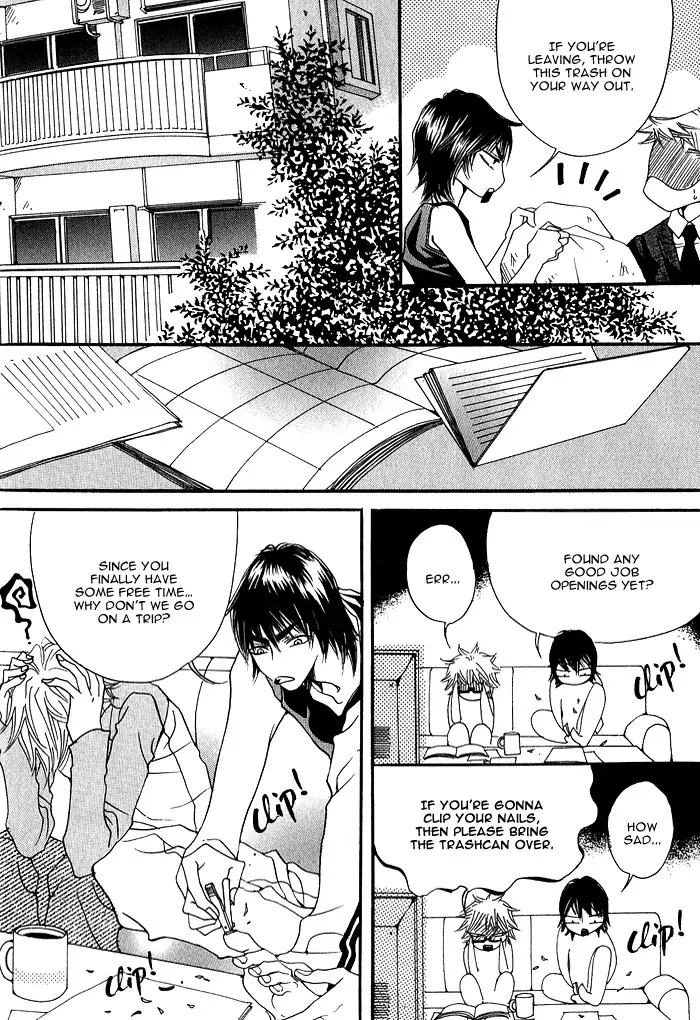 IF YOU'RE
LEAVING, THROW
THIS TRASH ON
YOUR WAY OUT.
FOUND ANY
GOOD JOB
OPENINGS YET?
ERR...
CLIP!
HOW
SAD...
IF YOU'RE GONNA
CLIP YOUR NAILS,
THEN PLEASE BRING
THE TRASHCAN OVER.
CLIP!
SINCE YOU
FINALLY HAVE
SOME FREE TIME...
WHY DON'T WE GO
ON A TRIP?
CLIP!
CLIP!